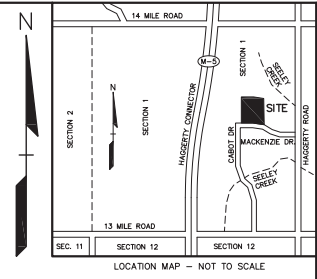 N
14 MILE ROAD
M-5
SECTION 1
SEELEY CREEK
N
SECTION 2
SECTION 1
HAGGERTY CONNECTOR
SITE
CABOT DR
MACKENZIE DR.
HAGGERTY ROAD
SEELEY CREEK
13 MILE ROAD
SEC. 11
SECTION 12
SECTION 12
LOCATION MAP - NOT TO SCALE